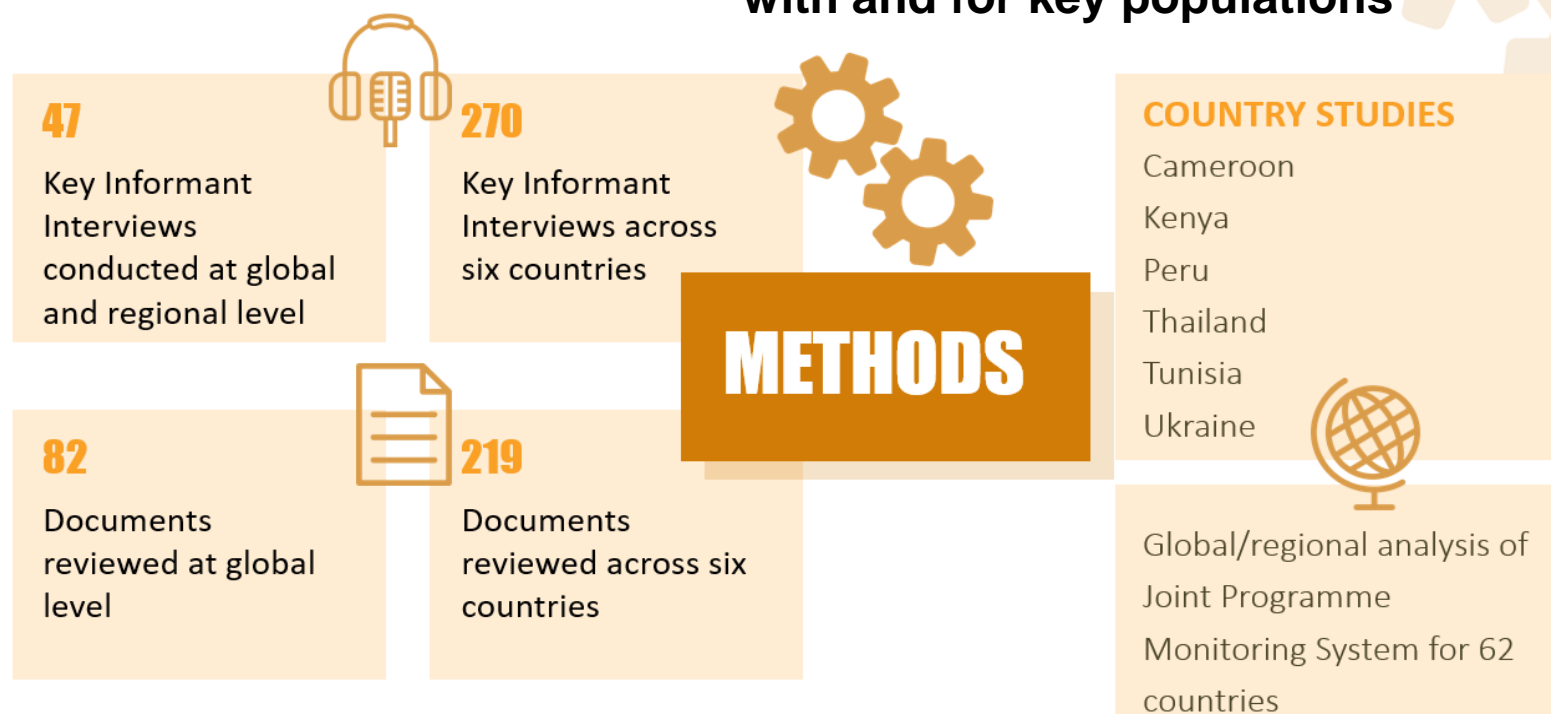 with and for key populations
47
Key Informant
Interviews
conducted at global
and regional level
270
Key Informant
Interviews across
six countries
82
Documents
reviewed at global
level
219
Documents
reviewed across six
countries
METHODS
COUNTRY STUDIES
Cameroon
Kenya
Peru
Thailand
Tunisia
Ukraine
Global/regional analysis of
Joint Programme
Monitoring System for 62
countries